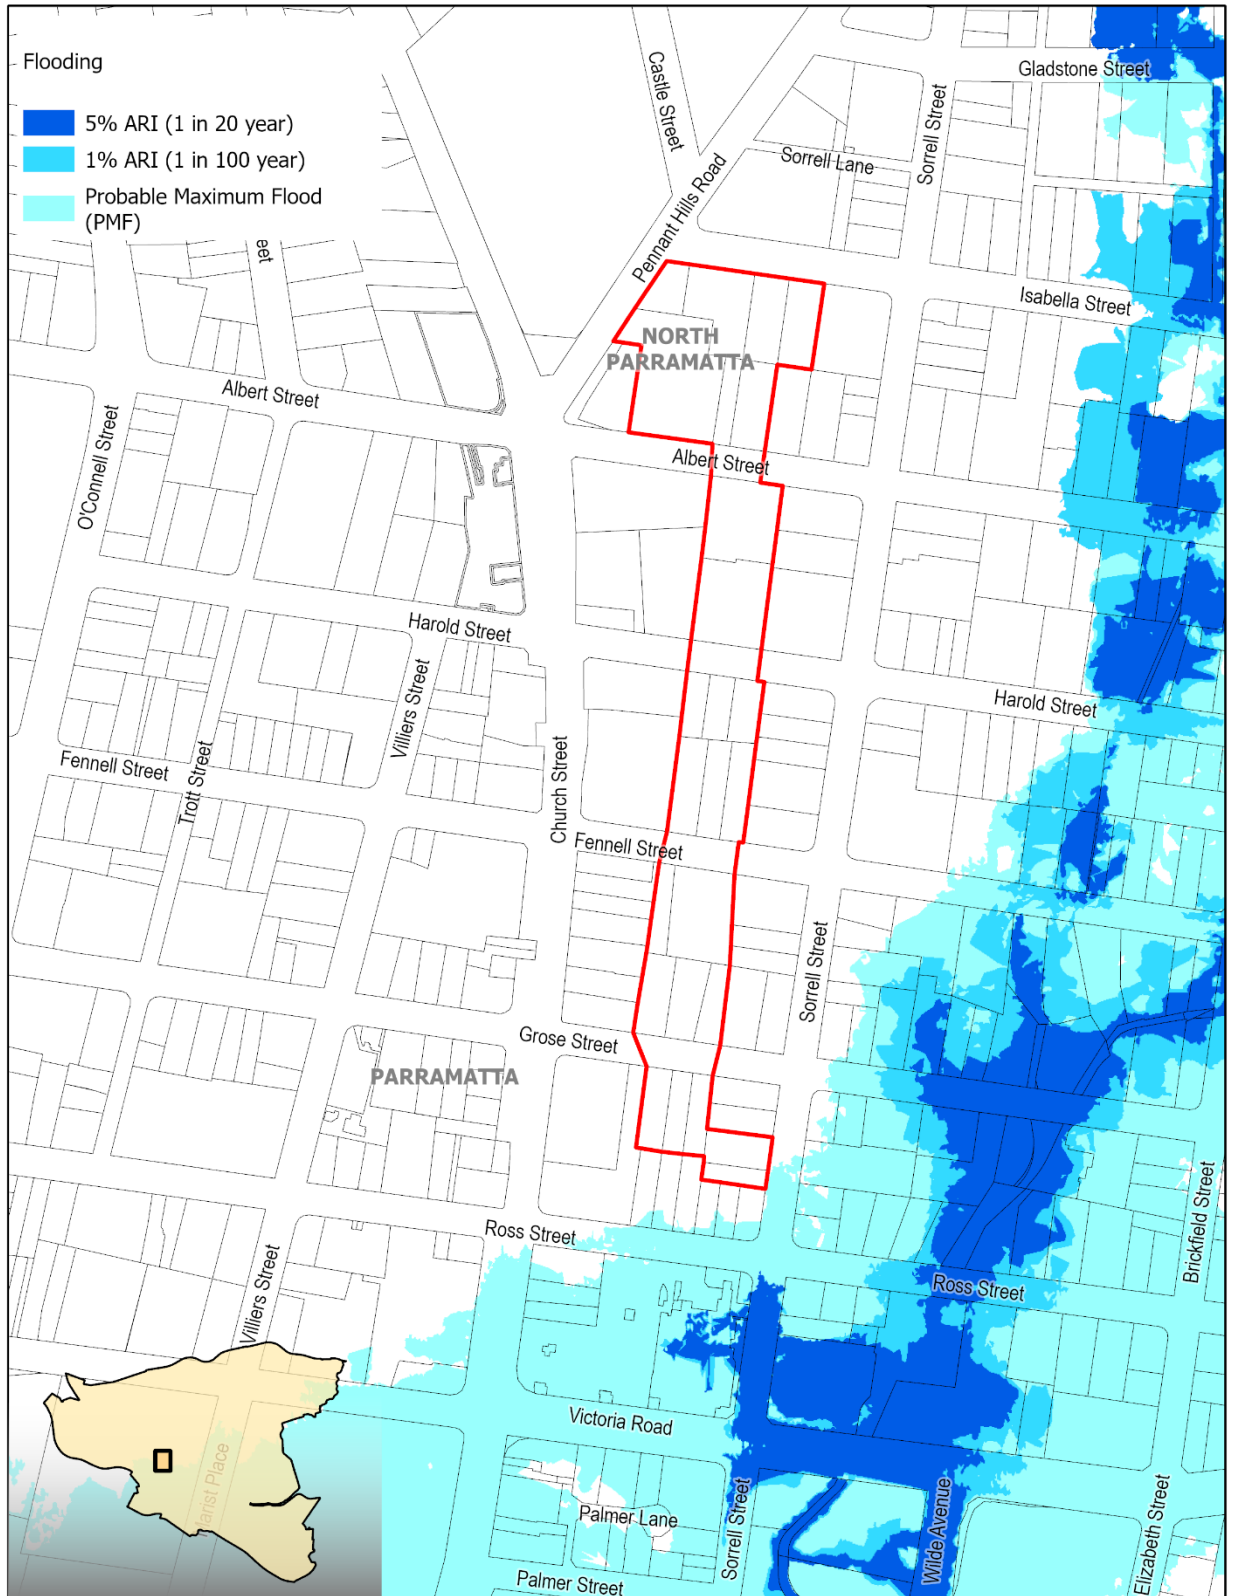 Flooding
5% ARI (1 in 20 year)
1% ARI (1 in 100 year)
Probable Maximum Flood
(PMF)
Castle Street
Gladstone Street
Sorrell Street
Sorrell Lane
Pennant Hills Road
eet
Isabella Street
NORTH
PARRAMATTA
Albert Street
O'Connell Street
Albert Street
Harold Street
Villiers Street
Harold Street
Fennell Street
Trott Street
Church Street
Fennell Street
Sorrell Street
Grose Street
PARRAMATTA
Ross Street
Brickfield Street
Villiers Street
Ross Street
Victoria Road
Marist Place
Palmer Lane
Sorrell Street
Wilde Avenue
Elizabeth Street
Palmer Street